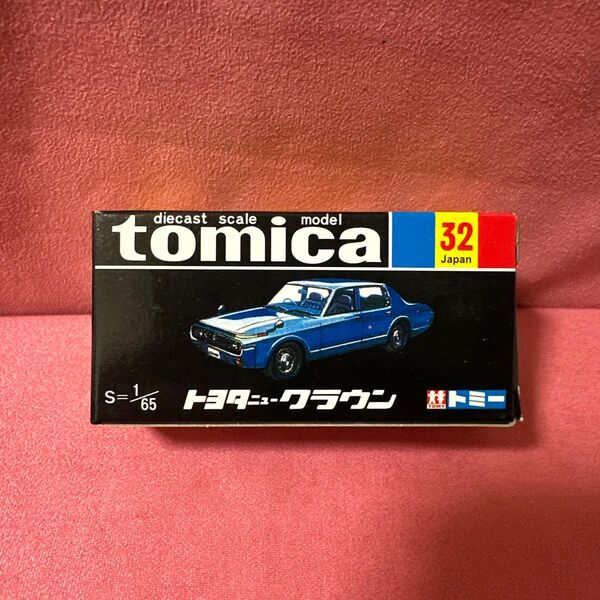 diecast scale model
tomica
32
Japan
S=1/65
トヨタニュークラウン
TOMY
トミー